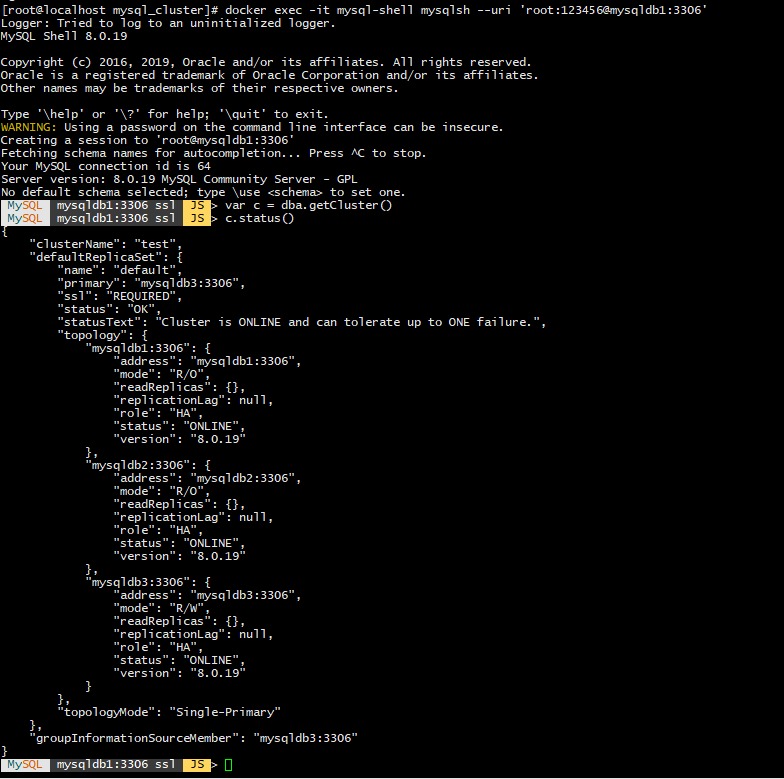 [root@localhost mysql_cluster]# docker exec -it mysql-shell mysqlsh --uri 'root:123456@mysqldb1:3306'
Logger: Tried to log to an uninitialized logger.
MySQL Shell 8.0.19

Copyright (c) 2016, 2019, Oracle and/or its affiliates. All rights reserved.
Oracle is a registered trademark of Oracle Corporation and/or its affiliates.
Other names may be trademarks of their respective owners.

Type '\help' or '\?' for help; '\quit' to exit.
WARNING: Using a password on the command line interface can be insecure.
Creating a session to 'root@mysqldb1:3306'
Fetching schema names for autocompletion... Press ^C to stop.
Your MySQL connection id is 64
Server version: 8.0.19 MySQL Community Server - GPL
No default schema selected; type \use <schema> to set one.
MySQL mysqldb1:3306 ssl JS > var c = dba.getCluster()
MySQL mysqldb1:3306 ssl JS > c.status()
{
    "clusterName": "test",
    "defaultReplicaSet": {
        "name": "default",
        "primary": "mysqldb3:3306",
        "ssl": "REQUIRED",
        "status": "OK",
        "statusText": "Cluster is ONLINE and can tolerate up to ONE failure.",
        "topology": {
            "mysqldb1:3306": {
                "address": "mysqldb1:3306",
                "mode": "R/O",
                "readReplicas": {},
                "replicationLag": null,
                "role": "HA",
                "status": "ONLINE",
                "version": "8.0.19"
            },
            "mysqldb2:3306": {
                "address": "mysqldb2:3306",
                "mode": "R/O",
                "readReplicas": {},
                "replicationLag": null,
                "role": "HA",
                "status": "ONLINE",
                "version": "8.0.19"
            },
            "mysqldb3:3306": {
                "address": "mysqldb3:3306",
                "mode": "R/W",
                "readReplicas": {},
                "replicationLag": null,
                "role": "HA",
                "status": "ONLINE",
                "version": "8.0.19"
            }
        },
        "topologyMode": "Single-Primary"
    },
    "groupInformationSourceMember": "mysqldb3:3306"
}
MySQL mysqldb1:3306 ssl JS >